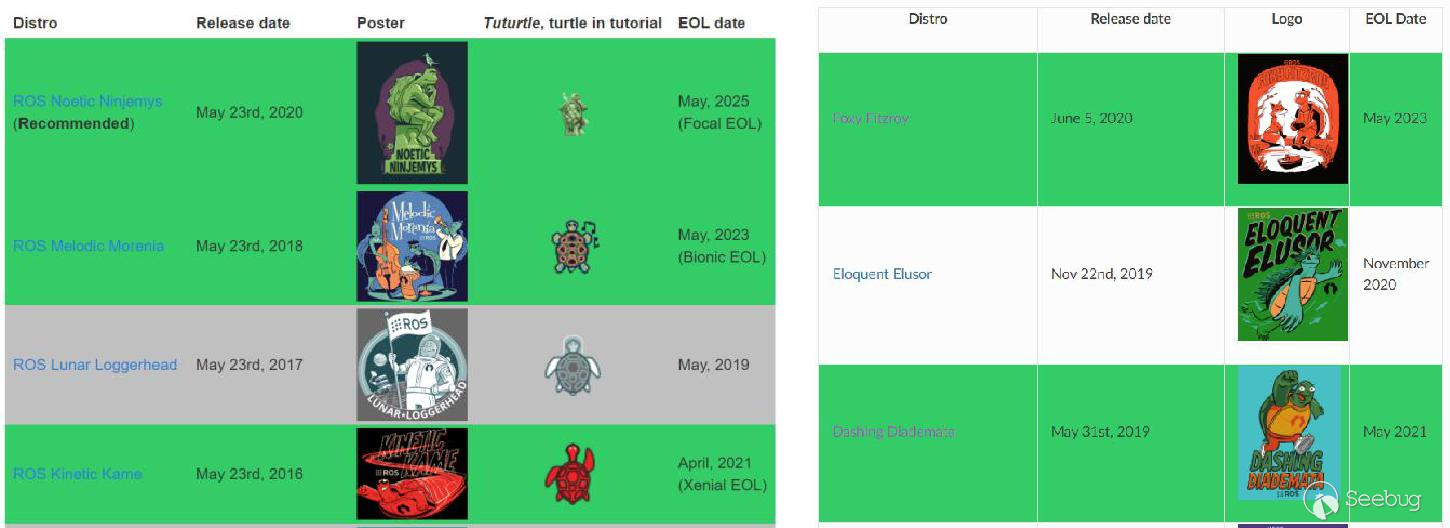 Distro Release date Poster Tuturtle, turtle in tutorial EOL date
ROS Noetic Ninjemys
(Recommended)
May 23rd, 2020
NOETIC
NINJEMYS
May, 2025
(Focal EOL)
ROS Melodic Morenia
May 23rd, 2018
Melodic
Morenia
ROS
May, 2023
(Bionic EOL)
ROS Lunar Loggerhead
May 23rd, 2017
ROS
LUNAR LOGGERHEAD
May, 2019
ROS Kinetic Kame
May 23rd, 2016
KINETIC
KAME
ROS
April, 2021
(Xenial EOL)
Distro Release date Logo EOL Date
Foxy Fitzroy
June 5, 2020
ROS
May 2023
Eloquent Elusor
Nov 22nd, 2019
ROS
ELOQUENT
ELUSOR
November
2020
Dashing Diademata
May 31st, 2019
DASHING
DIADEMATA
ROS
May 2021
Seebug